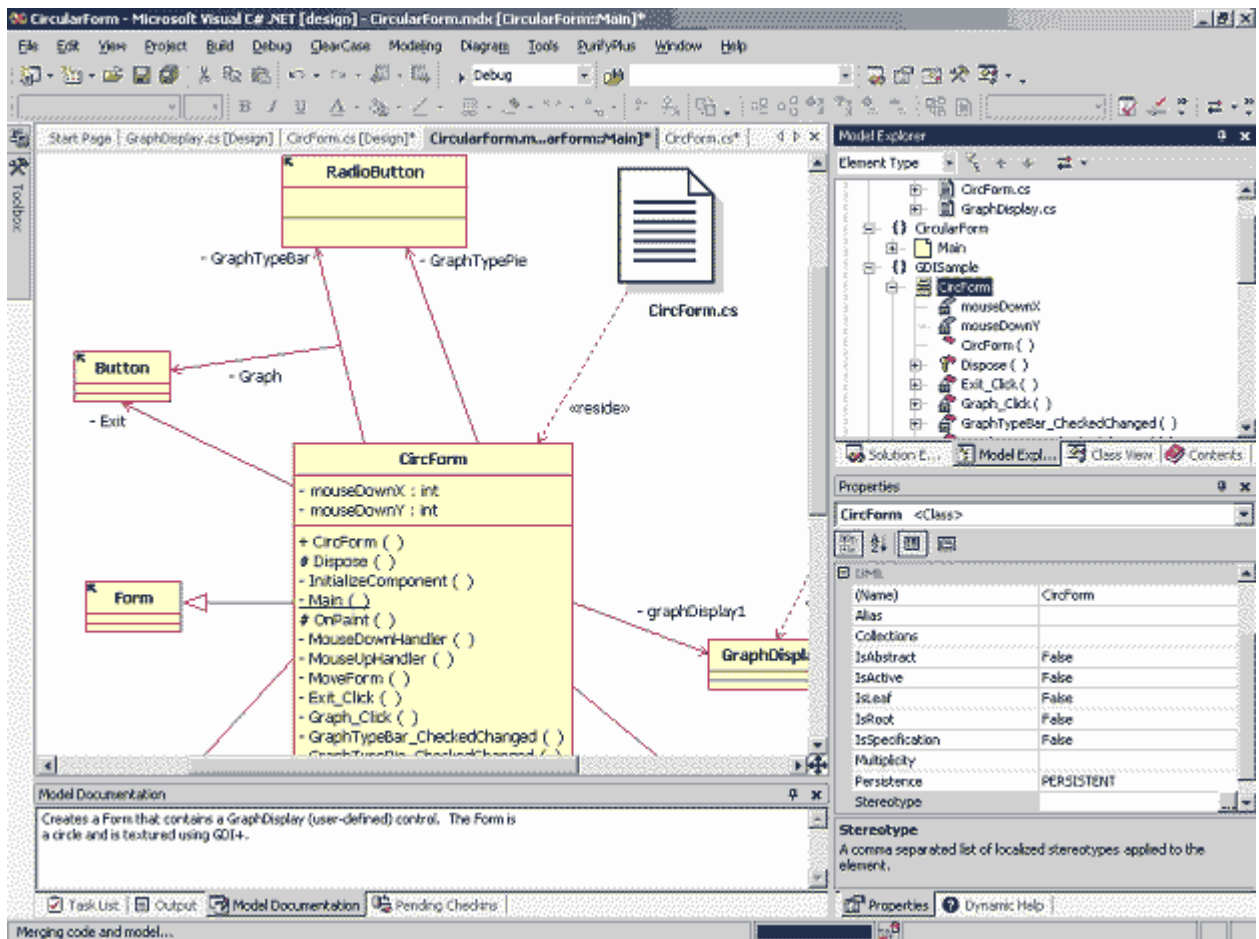 CircularForm - Microsoft Visual C# .NET [design] - CircularForm.mdx [CircularForm::Main]*
File Edit View Project Build Debug ClearCase Modeling Diagram Tools PurifyPlus Window Help
Debug
B I U A
Start Page GraphDisplay.cs [Design] CircForm.cs [Design]* CircularForm.m...arForm::Main]* CircForm.cs*
Toolbox
RadioButton
- GraphTypeBar
- GraphTypePie
CircForm.cs
Button
- Graph
- Exit
«reside»
CircForm
- mouseDownX : int
- mouseDownY : int
+ CircForm ( )
# Dispose ( )
- InitializeComponent ( )
- Main ( )
# OnPaint ( )
- MouseDownHandler ( )
- MouseUpHandler ( )
- MoveForm ( )
- Exit_Click ( )
- Graph_Click ( )
- GraphTypeBar_CheckedChanged ( )
- GraphTypePie_CheckedChanged ( )
Form
- graphDisplay1
GraphDispl
Model Documentation
Creates a Form that contains a GraphDisplay (user-defined) control. The Form is
a circle and is textured using GDI+.
Task List Output Model Documentation Pending Checkins
Merging code and model...
Model Explorer
Element Type
CircForm.cs
GraphDisplay.cs
{} CircularForm
Main
{} GDISample
CircForm
mouseDownX
mouseDownY
CircForm ( )
Dispose ( )
Exit_Click ( )
Graph_Click ( )
GraphTypeBar_CheckedChanged ( )
Solution E... Model Expl... Class View Contents
Properties
CircForm <Class>
UML
(Name) CircForm
Alias
Collections
IsAbstract False
IsActive False
IsLeaf False
IsRoot False
IsSpecification False
Multiplicity
Persistence PERSISTENT
Stereotype
...
Stereotype
A comma separated list of localized stereotypes applied to the
element.
Properties Dynamic Help